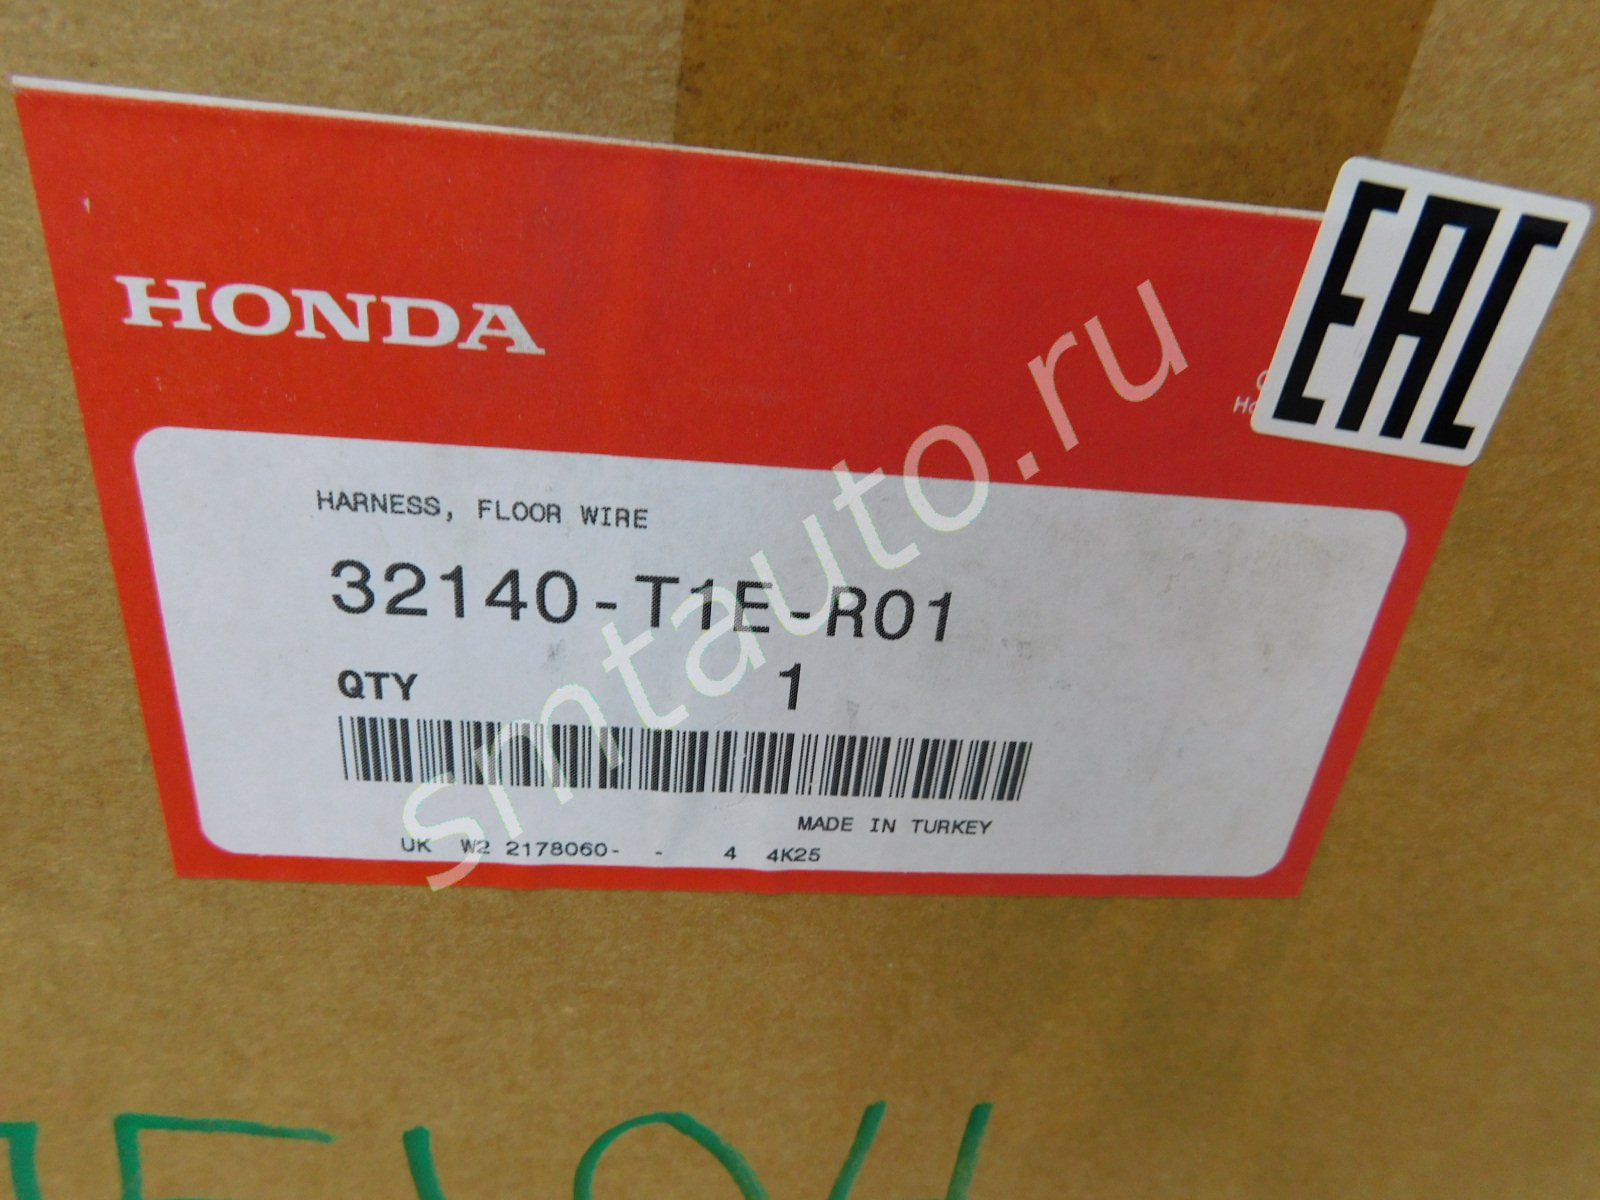 HONDA
EAC
HARNESS, FLOOR WIRE
32140-T1E-R01
QTY 1
MADE IN TURKEY
UK W2 2178060- - 4 4K25
smtauto.ru